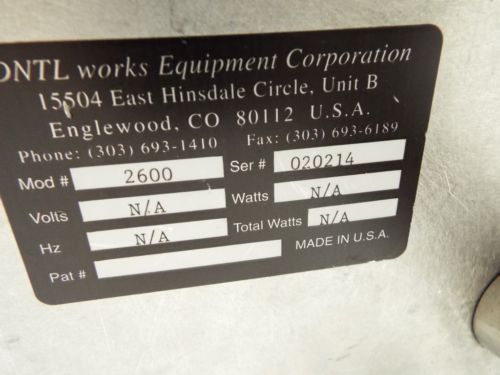 DNTL works Equipment Corporation
15504 East Hinsdale Circle, Unit B
Englewood, CO 80112 U.S.A.
Phone: (303) 693-1410 Fax: (303) 693-6189
Mod # 2600 Ser # 020214
Volts N/A Watts N/A
Hz N/A Total Watts N/A
Pat # MADE IN U.S.A.